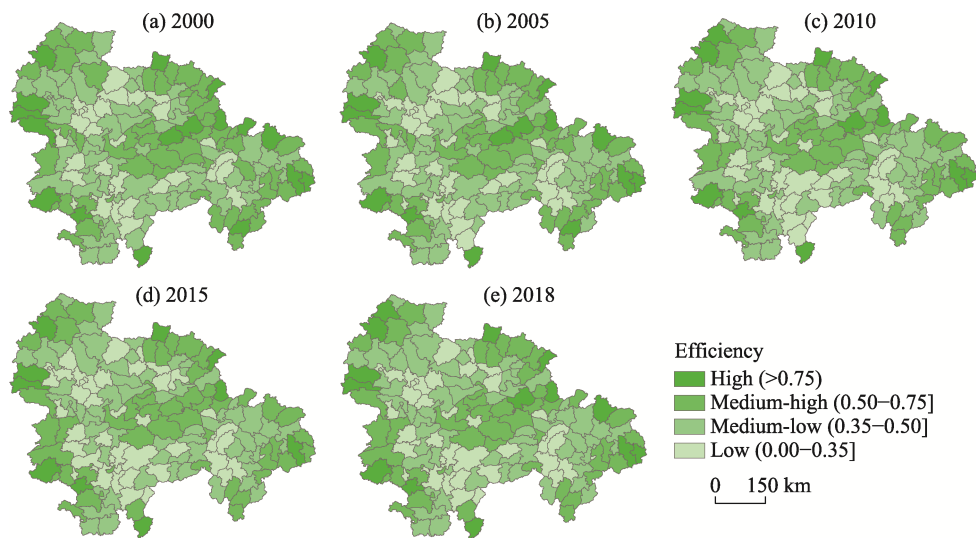 (a) 2000
(b) 2005
(c) 2010
(d) 2015
(e) 2018
Efficiency
High (>0.75)
Medium-high (0.50−0.75]
Medium-low (0.35−0.50]
Low (0.00−0.35]
0 150 km